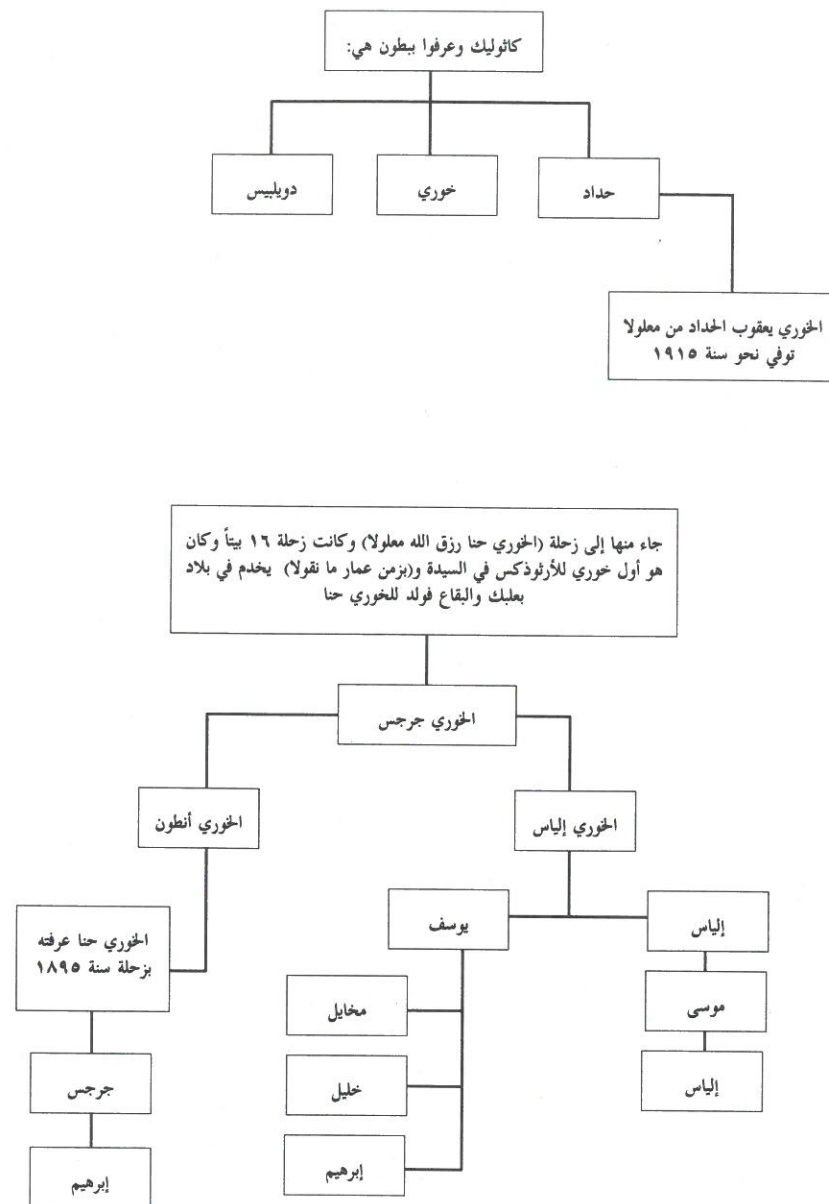 كاثوليك وعرفوا ببطون هي:
حداد
خوري
دويليبيس
الخوري يعقوب الحداد من معلولا
توفي نحو سنة ١٩١٥
جاء منها إلى زحلة (الخوري حنا رزق الله معلولا) وكانت زحلة ١٦ بيتاً وكان
هو أول خوري للأرثوذكس في السيدة و(بزمن عمار ما نقولا) يخدم في بلاد
بعلبك والبقاع فولد للخوري حنا
الخوري جرجس
الخوري إلياس
الخوري أنطون
إلياس
يوسف
الخوري حنا عرفته
بزحلة سنة ١٨٩٥
موسى
مخايل
إلياس
خليل
جرجس
إبرهيم
إبرهيم